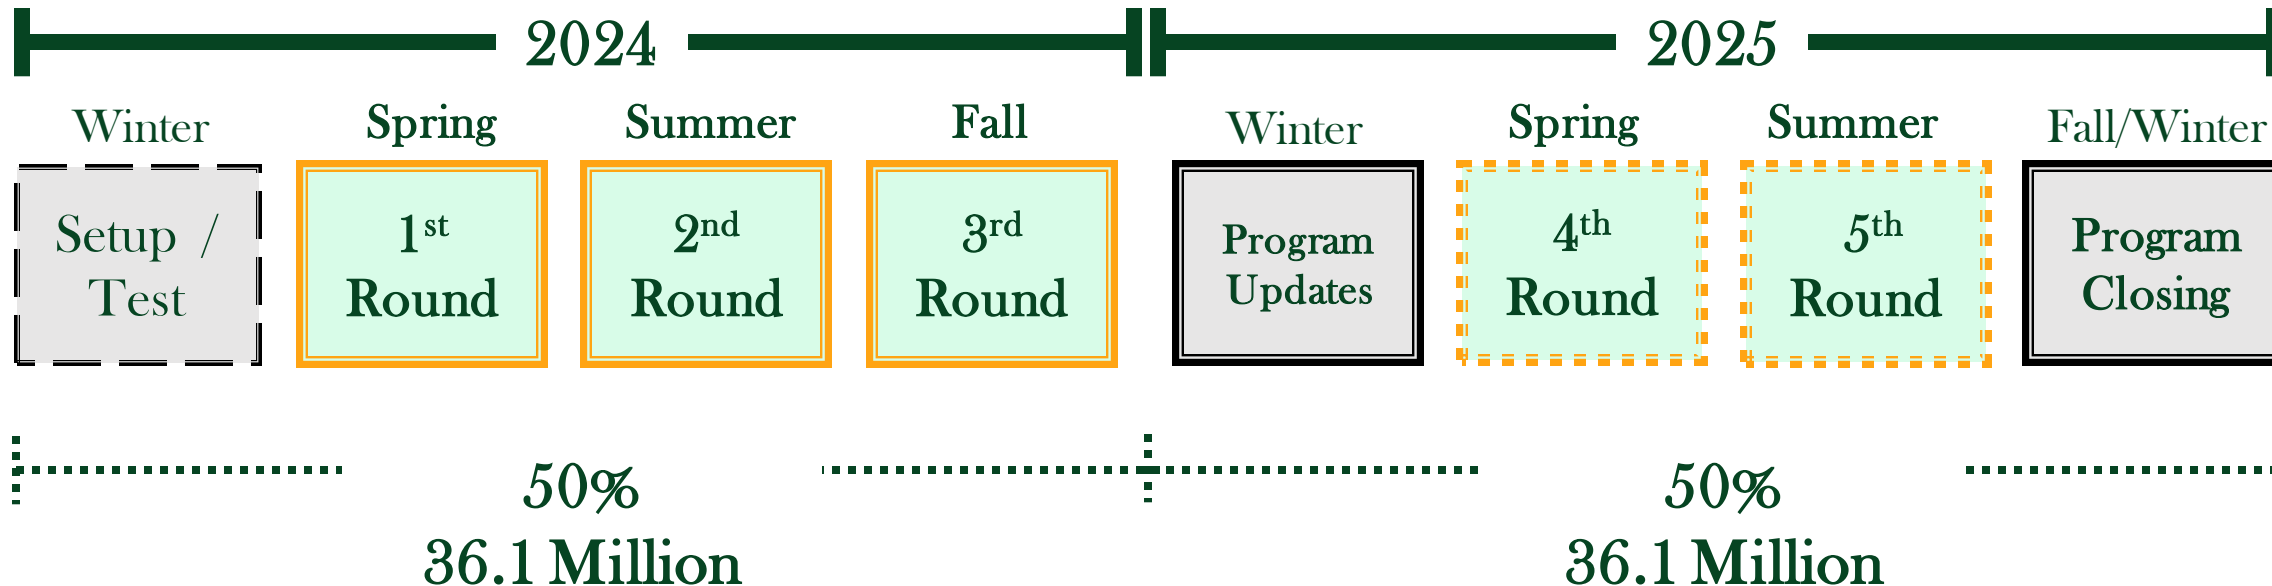 2024
2025
Winter
Spring
Summer
Fall
Winter
Spring
Summer
Fall/Winter
Setup /
Test
1st
Round
2nd
Round
3rd
Round
Program
Updates
4th
Round
5th
Round
Program
Closing
50%
36.1 Million
50%
36.1 Million